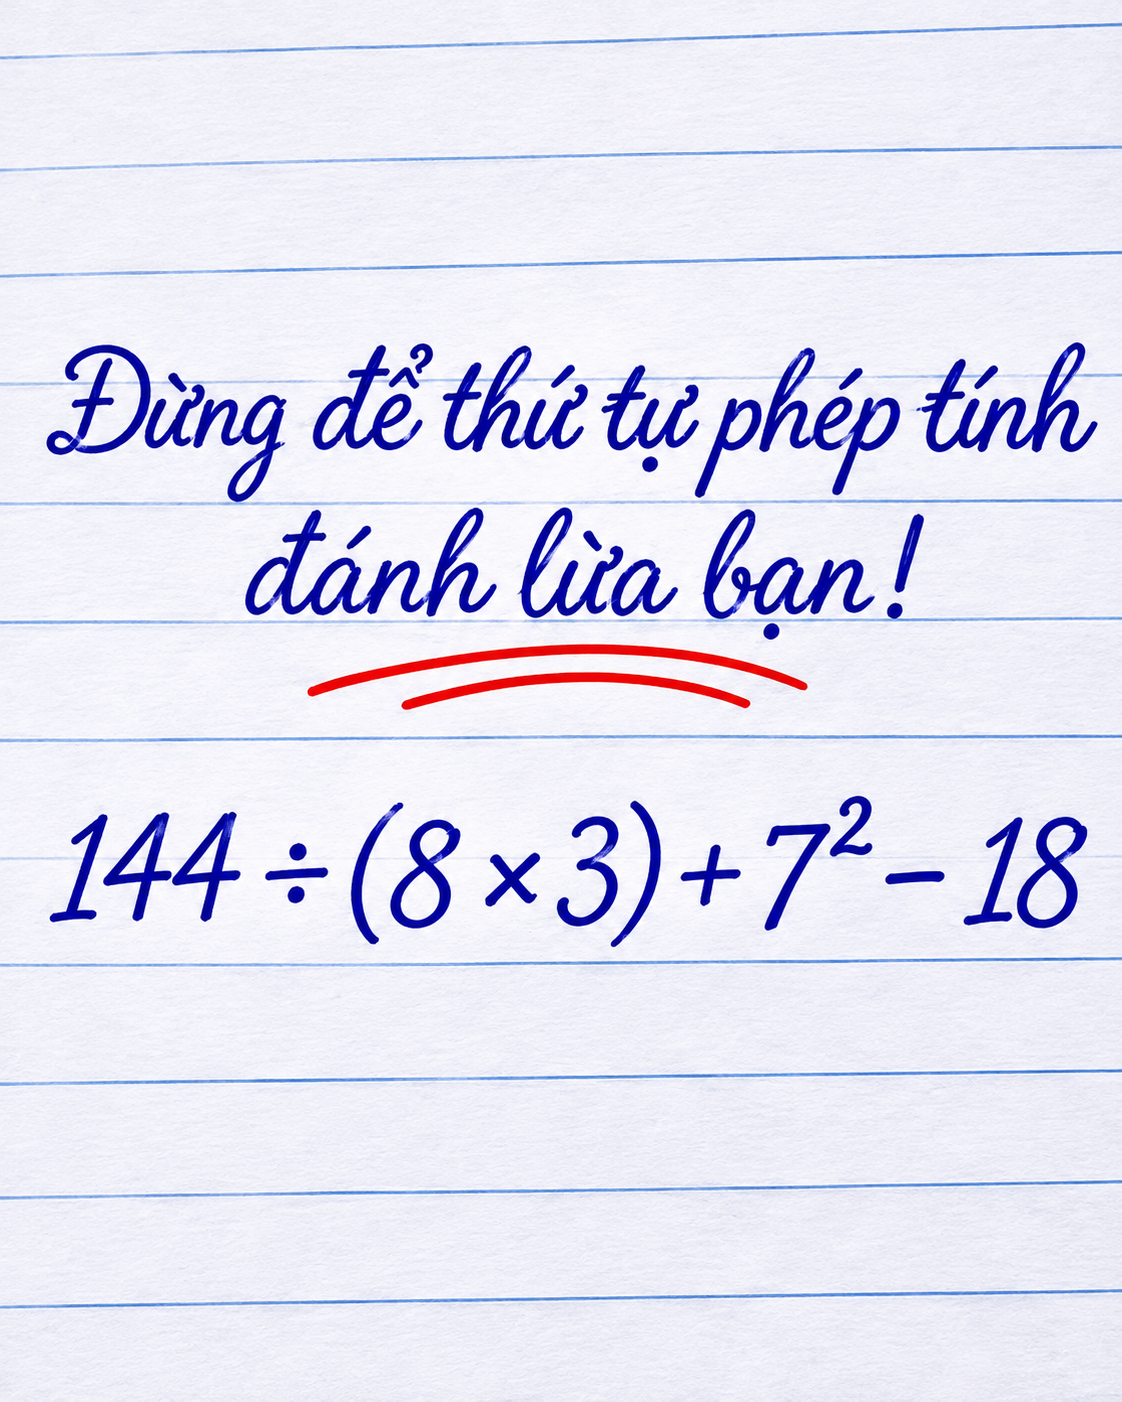 Đừng để thứ tự phép tính
đánh lừa bạn!
144 ÷ (8 × 3) + 7² – 18